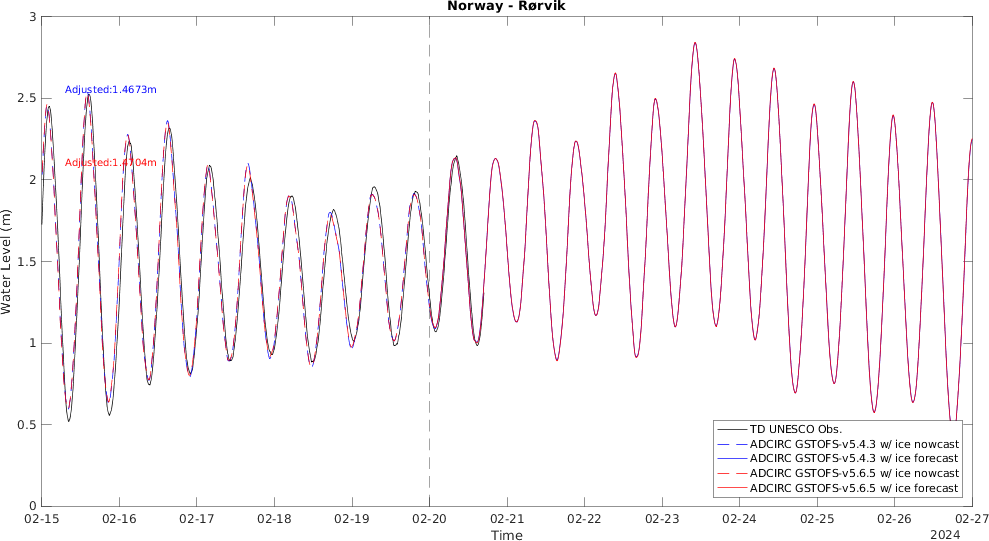 Norway - Rørvik
3
2.5
2
1.5
1
0.5
0
Water Level (m)
Adjusted:1.4673m
Adjusted:1.4704m
TD UNESCO Obs.
ADCIRC GSTOFS-v5.4.3 w/ ice nowcast
ADCIRC GSTOFS-v5.4.3 w/ ice forecast
ADCIRC GSTOFS-v5.6.5 w/ ice nowcast
ADCIRC GSTOFS-v5.6.5 w/ ice forecast
02-15 02-16 02-17 02-18 02-19 02-20 02-21 02-22 02-23 02-24 02-25 02-26 02-27
Time
2024